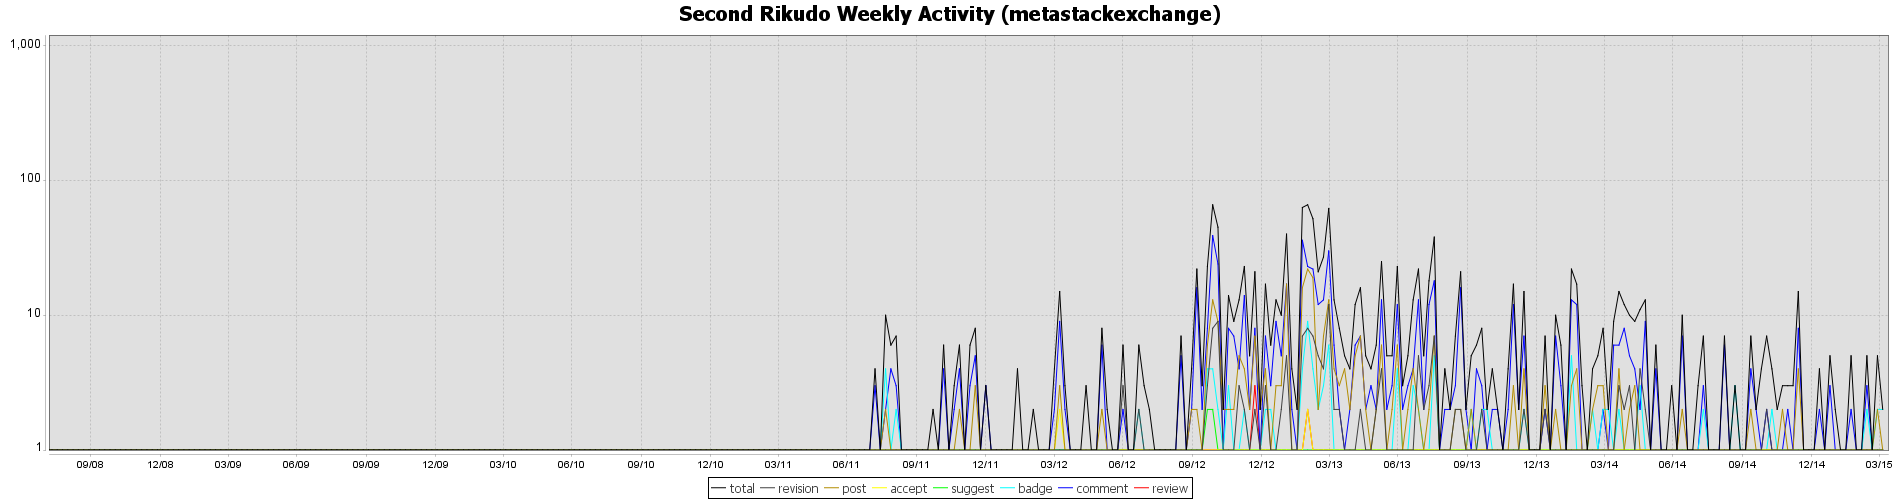 Second Rikudo Weekly Activity (metastackexchange)
1,000
100
10
1
09/08 12/08 03/09 06/09 09/09 12/09 03/10 06/10 09/10 12/10 03/11 06/11 09/11 12/11 03/12 06/12 09/12 12/12 03/13 06/13 09/13 12/13 03/14 06/14 09/14 12/14 03/15
total revision post accept suggest badge comment review